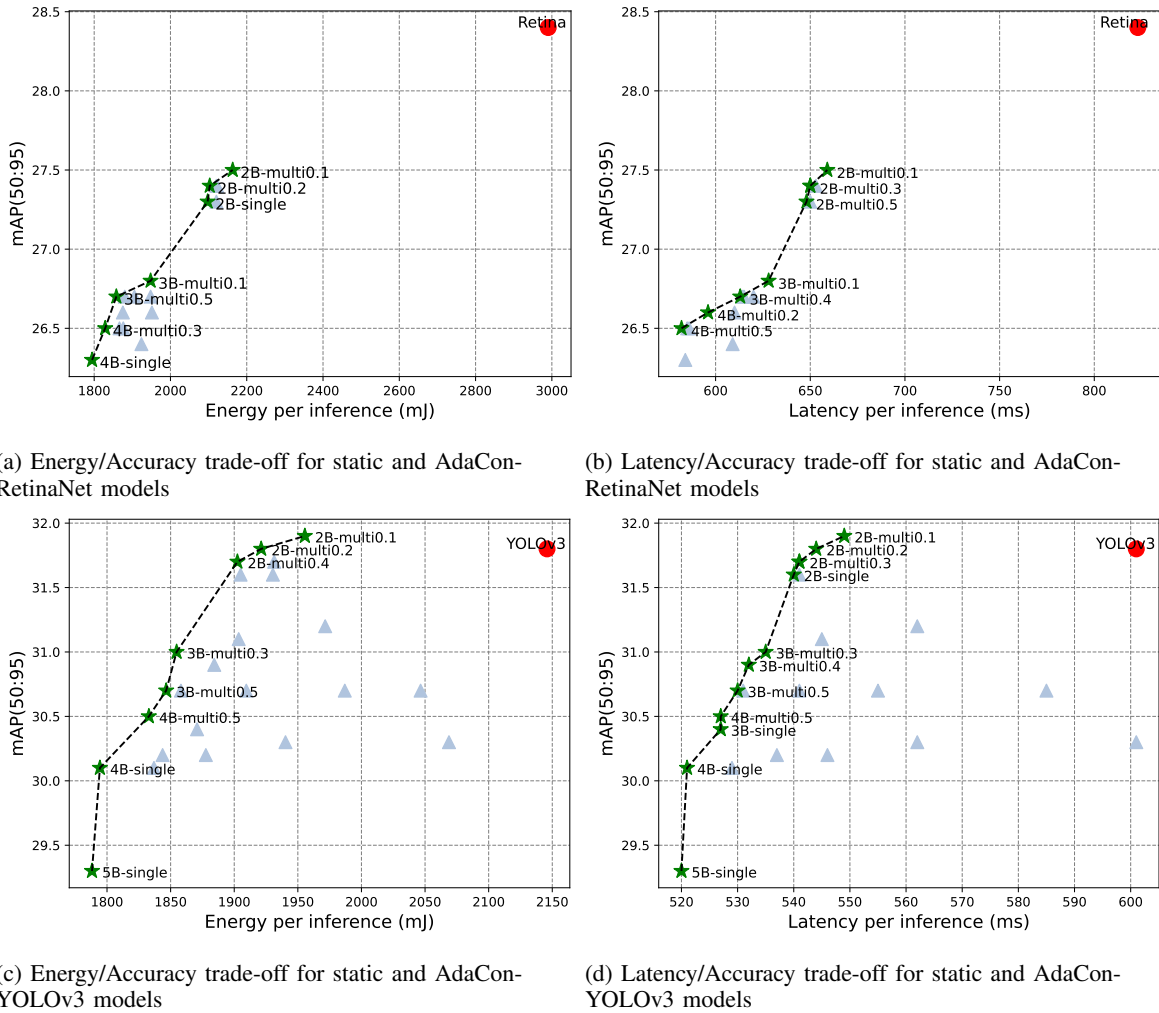 28.5
28.0
27.5
27.0
26.5
mAP(50:95)
Retina
2B-multi0.1
2B-multi0.2
2B-single
3B-multi0.1
3B-multi0.5
4B-multi0.3
4B-single
1800 2000 2200 2400 2600 2800 3000
Energy per inference (mJ)
(a) Energy/Accuracy trade-off for static and AdaCon-
RetinaNet models
28.5
28.0
27.5
27.0
26.5
mAP(50:95)
Retina
2B-multi0.1
2B-multi0.3
2B-multi0.5
3B-multi0.1
3B-multi0.4
4B-multi0.2
4B-multi0.5
600 650 700 750 800
Latency per inference (ms)
(b) Latency/Accuracy trade-off for static and AdaCon-
RetinaNet models
32.0
31.5
31.0
30.5
30.0
29.5
mAP(50:95)
YOLOv3
2B-multi0.1
2B-multi0.2
2B-multi0.4
3B-multi0.3
3B-multi0.5
4B-multi0.5
4B-single
5B-single
1800 1850 1900 1950 2000 2050 2100 2150
Energy per inference (mJ)
(c) Energy/Accuracy trade-off for static and AdaCon-
YOLOv3 models
32.0
31.5
31.0
30.5
30.0
29.5
mAP(50:95)
YOLOv3
2B-multi0.1
2B-multi0.2
2B-multi0.3
2B-single
3B-multi0.3
3B-multi0.4
3B-multi0.5
4B-multi0.5
3B-single
4B-single
5B-single
520 530 540 550 560 570 580 590 600
Latency per inference (ms)
(d) Latency/Accuracy trade-off for static and AdaCon-
YOLOv3 models